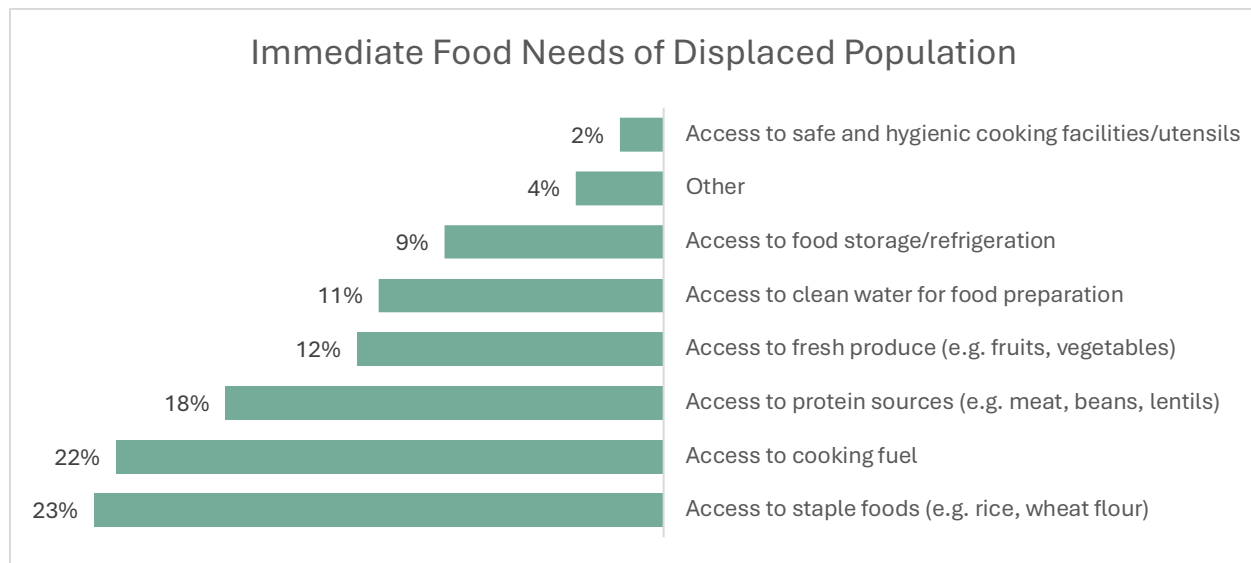 Immediate Food Needs of Displaced Population
2% Access to safe and hygienic cooking facilities/utensils
4% Other
9% Access to food storage/refrigeration
11% Access to clean water for food preparation
12% Access to fresh produce (e.g. fruits, vegetables)
18% Access to protein sources (e.g. meat, beans, lentils)
22% Access to cooking fuel
23% Access to staple foods (e.g. rice, wheat flour)